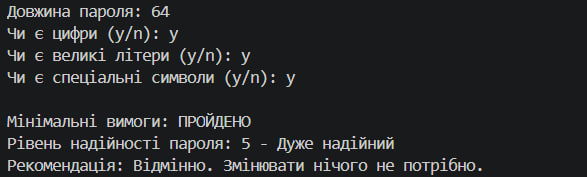 Довжина пароля: 64
Чи є цифри (y/n): y
Чи є великі літери (y/n): y
Чи є спеціальні символи (y/n): y
Мінімальні вимоги: ПРОЙДЕНО
Рівень надійності пароля: 5 - Дуже надійний
Рекомендація: Відмінно. Змінювати нічого не потрібно.